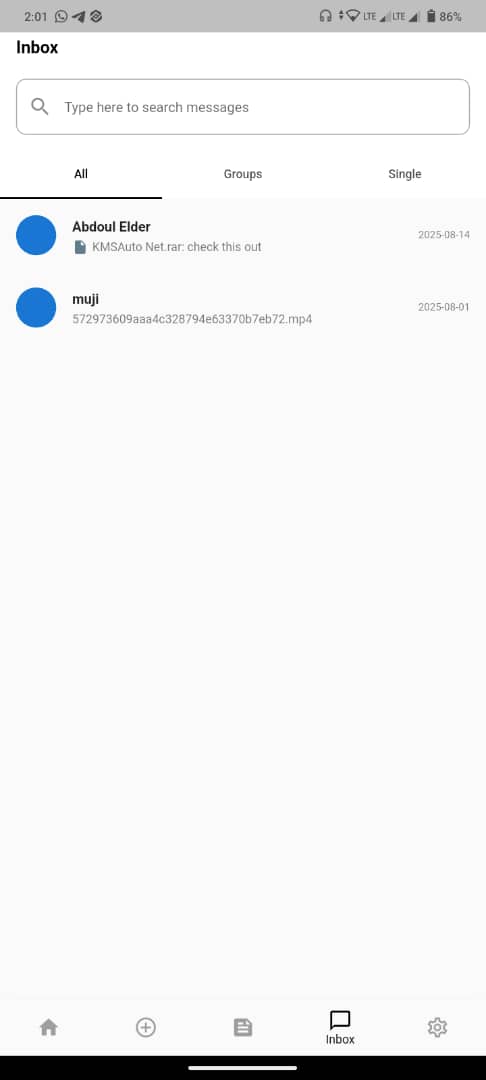 2:01 LTE LTE 86%
Inbox
Type here to search messages
All Groups Single
Abdoul Elder 2025-08-14
KMSAuto Net.rar: check this out
muji 2025-08-01
572973609aaa4c328794e63370b7eb72.mp4
Inbox